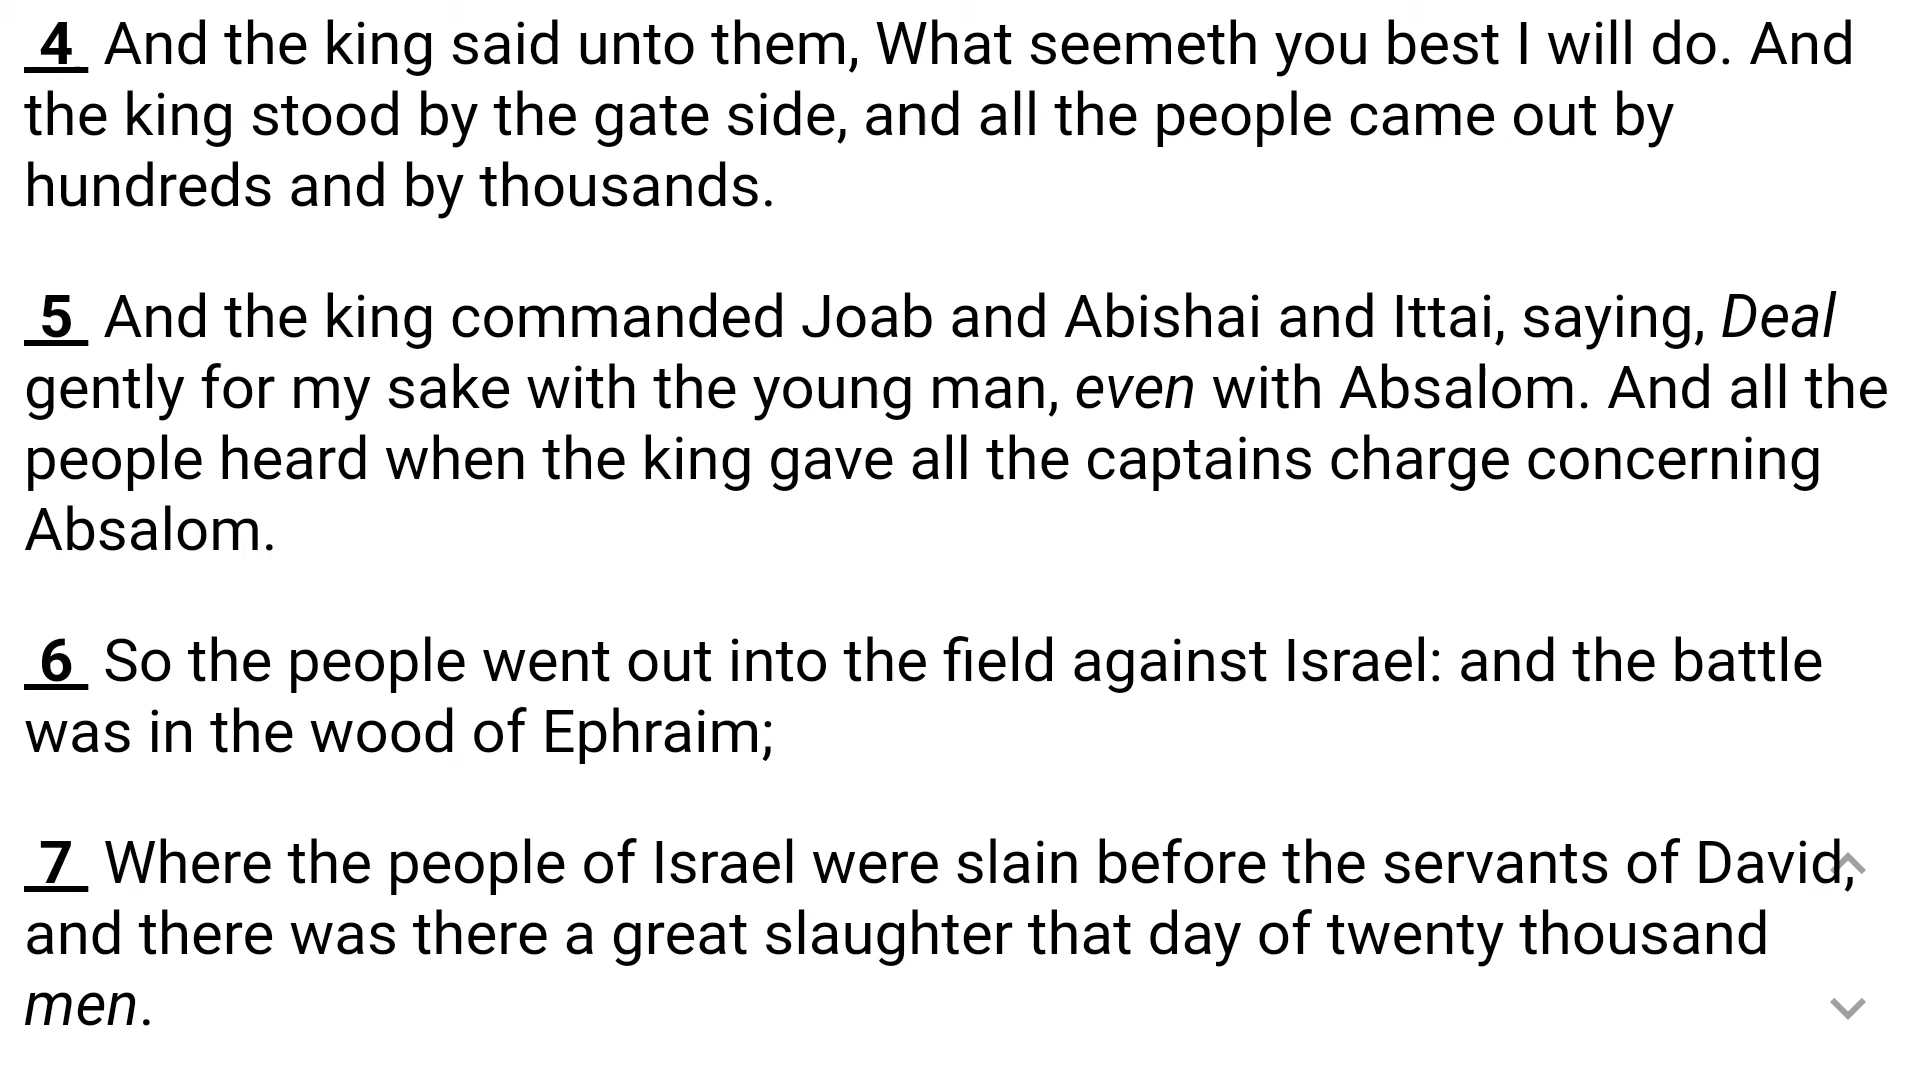 4 And the king said unto them, What seemeth you best I will do. And
the king stood by the gate side, and all the people came out by
hundreds and by thousands.
5 And the king commanded Joab and Abishai and Ittai, saying, Deal
gently for my sake with the young man, even with Absalom. And all the
people heard when the king gave all the captains charge concerning
Absalom.
6 So the people went out into the field against Israel: and the battle
was in the wood of Ephraim;
7 Where the people of Israel were slain before the servants of David,
and there was there a great slaughter that day of twenty thousand
men.